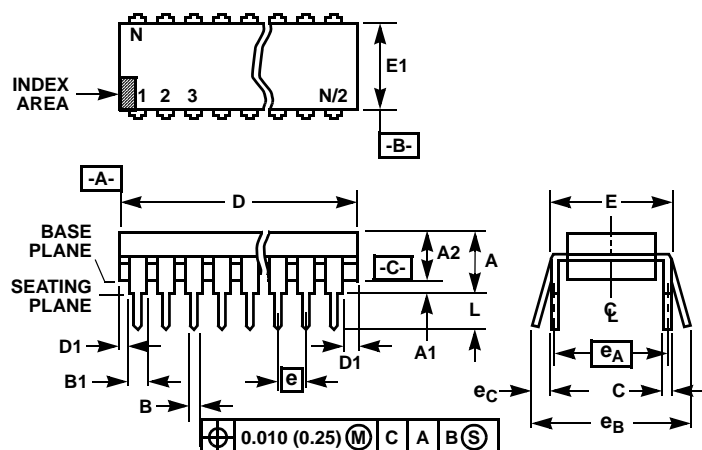 N
INDEX
AREA
1 2 3 N/2
E1
-B-
-A-
D
E
BASE
PLANE
A2
A
-C-
SEATING
PLANE
L
C
L
D1
A1
D1
e
eA
B1
eC
C
B
eB
⌖ 0.010 (0.25) Ⓜ C A B Ⓢ